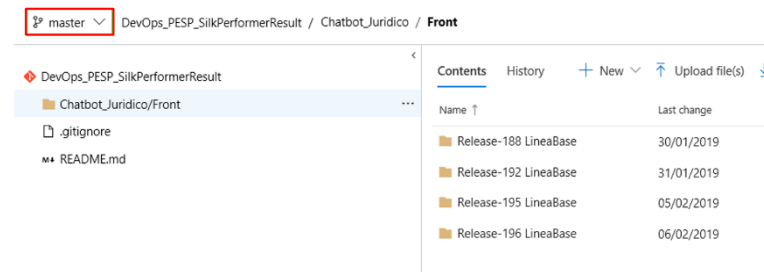 master DevOps_PESP_SilkPerformerResult / Chatbot_Juridico / Front
DevOps_PESP_SilkPerformerResult
Chatbot_Juridico/Front ...
.gitignore
README.md
Contents History + New Upload file(s)
Name ↑ Last change
Release-188 LineaBase 30/01/2019
Release-192 LineaBase 31/01/2019
Release-195 LineaBase 05/02/2019
Release-196 LineaBase 06/02/2019